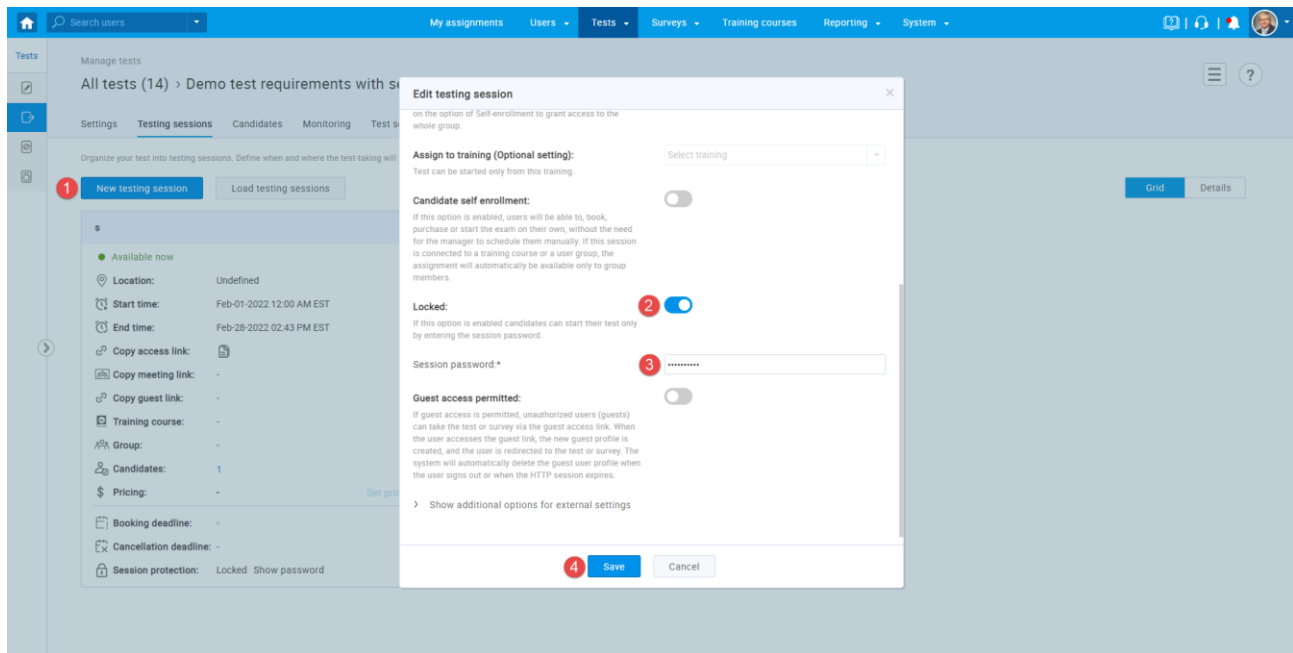 Search users
My assignments Users Tests Surveys Training courses Reporting System
Tests
Manage tests
All tests (14) > Demo test requirements with se
Settings Testing sessions Candidates Monitoring Test s
Organize your test into testing sessions. Define when and where the test-taking will
1 New testing session Load testing sessions
Grid Details
s
Available now
Location: Undefined
Start time: Feb-01-2022 12:00 AM EST
End time: Feb-28-2022 02:43 PM EST
Copy access link:
Copy meeting link: -
Copy guest link: -
Training course: -
Group: -
Candidates: 1
Pricing: - Set pric
Booking deadline: -
Cancellation deadline: -
Session protection: Locked Show password
Edit testing session
on the option of Self-enrollment to grant access to the
whole group.
Assign to training (Optional setting): Select training
Test can be started only from this training.
Candidate self enrollment:
If this option is enabled, users will be able to, book,
purchase or start the exam on their own, without the need
for the manager to schedule them manually. If this session
is connected to a training course or a user group, the
assignment will automatically be available only to group
members.
Locked: 2
If this option is enabled candidates can start their test only
by entering the session password.
Session password:* 3 ••••••••••
Guest access permitted:
If guest access is permitted, unauthorized users (guests)
can take the test or survey via the guest access link. When
the user accesses the guest link, the new guest profile is
created, and the user is redirected to the test or survey. The
system will automatically delete the guest user profile when
the user signs out or when the HTTP session expires.
> Show additional options for external settings
4 Save Cancel